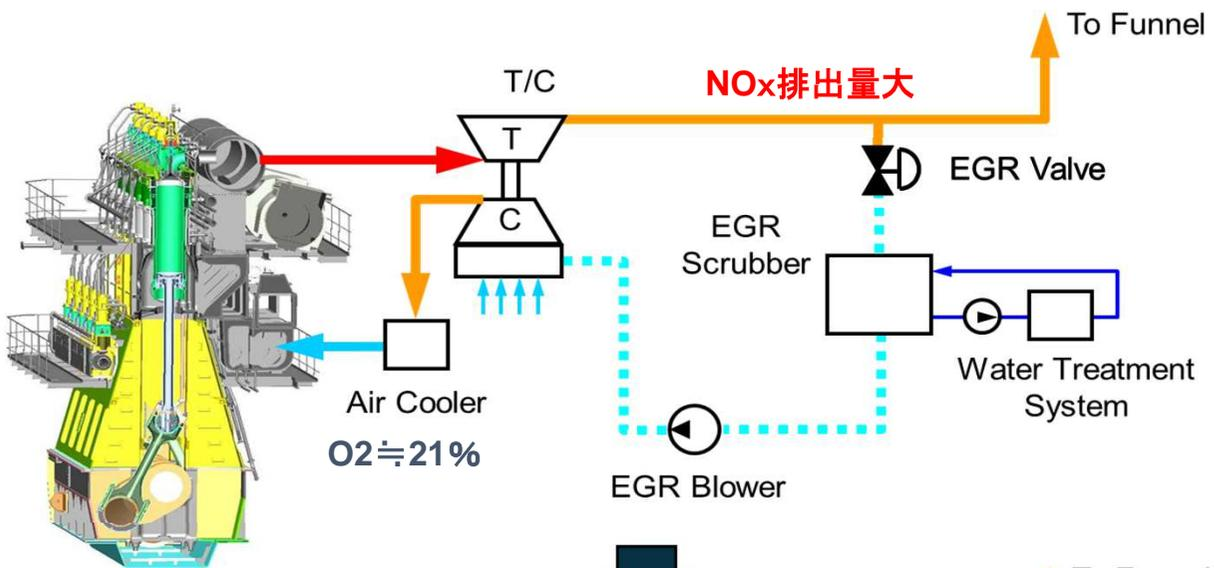 To Funnel
T/C
NOx排出量大
T
EGR Valve
C
EGR
Scrubber
Water Treatment
System
Air Cooler
O2≒21%
EGR Blower